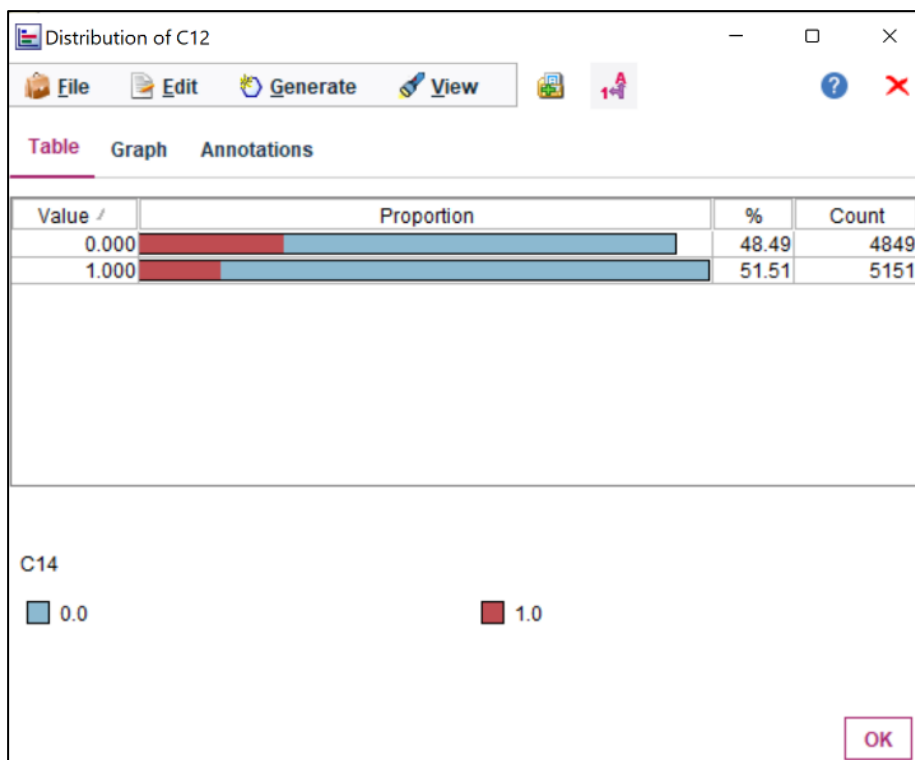 Distribution of C12
File Edit Generate View 1 A ?
Table Graph Annotations
Value Proportion % Count
0.000 48.49 4849
1.000 51.51 5151
C14
0.0 1.0
OK